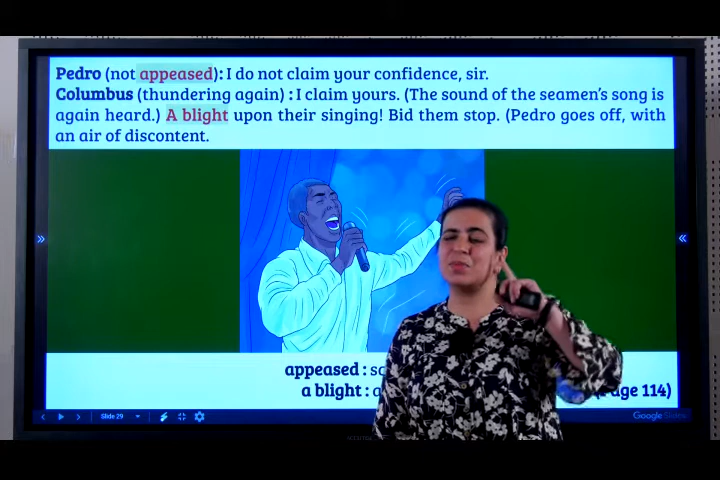 Pedro (not appeased): I do not claim your confidence, sir.
Columbus (thundering again) : I claim yours. (The sound of the seamen's song is
again heard.) A blight upon their singing! Bid them stop. (Pedro goes off, with
an air of discontent.
appeased :
a blight :
114)
Slide 29
Google Slides